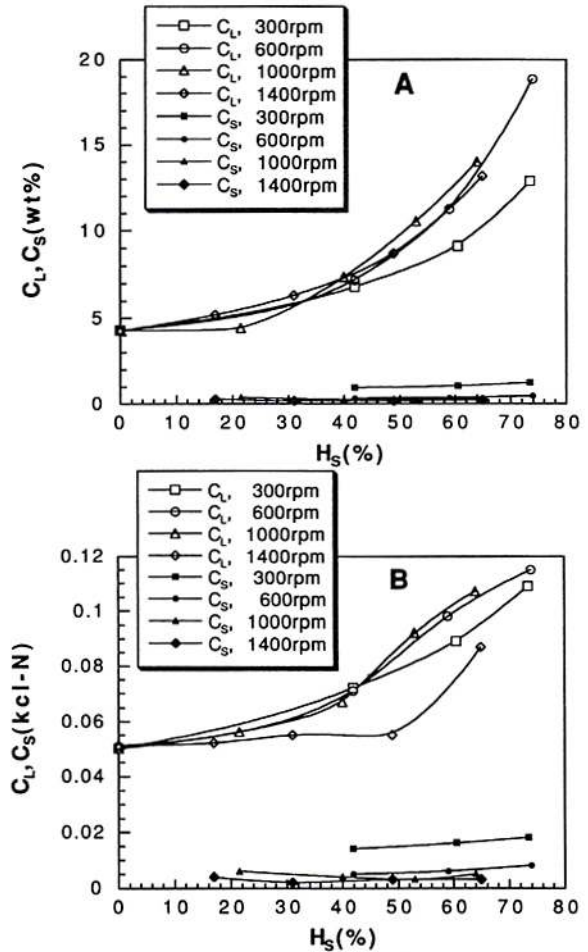 C_L, 300rpm
C_L, 600rpm
C_L, 1000rpm
C_L, 1400rpm
C_S, 300rpm
C_S, 600rpm
C_S, 1000rpm
C_S, 1400rpm
A
20
15
10
5
0
C_L, C_S(wt%)
0 10 20 30 40 50 60 70 80
H_S(%)
C_L, 300rpm
C_L, 600rpm
C_L, 1000rpm
C_L, 1400rpm
C_S, 300rpm
C_S, 600rpm
C_S, 1000rpm
C_S, 1400rpm
B
0.12
0.1
0.08
0.06
0.04
0.02
0
C_L, C_S(kcl-N)
0 10 20 30 40 50 60 70 80
H_S(%)